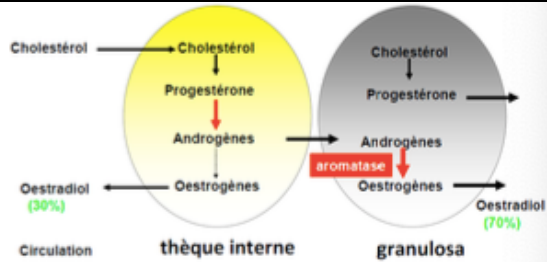 Cholestérol
Cholestérol
Progestérone
Androgènes
Oestrogènes
Oestradiol
(30%)
Circulation
thèque interne
Cholestérol
Progestérone
Androgènes
aromatase
Oestrogènes
Oestradiol
(70%)
granulosa